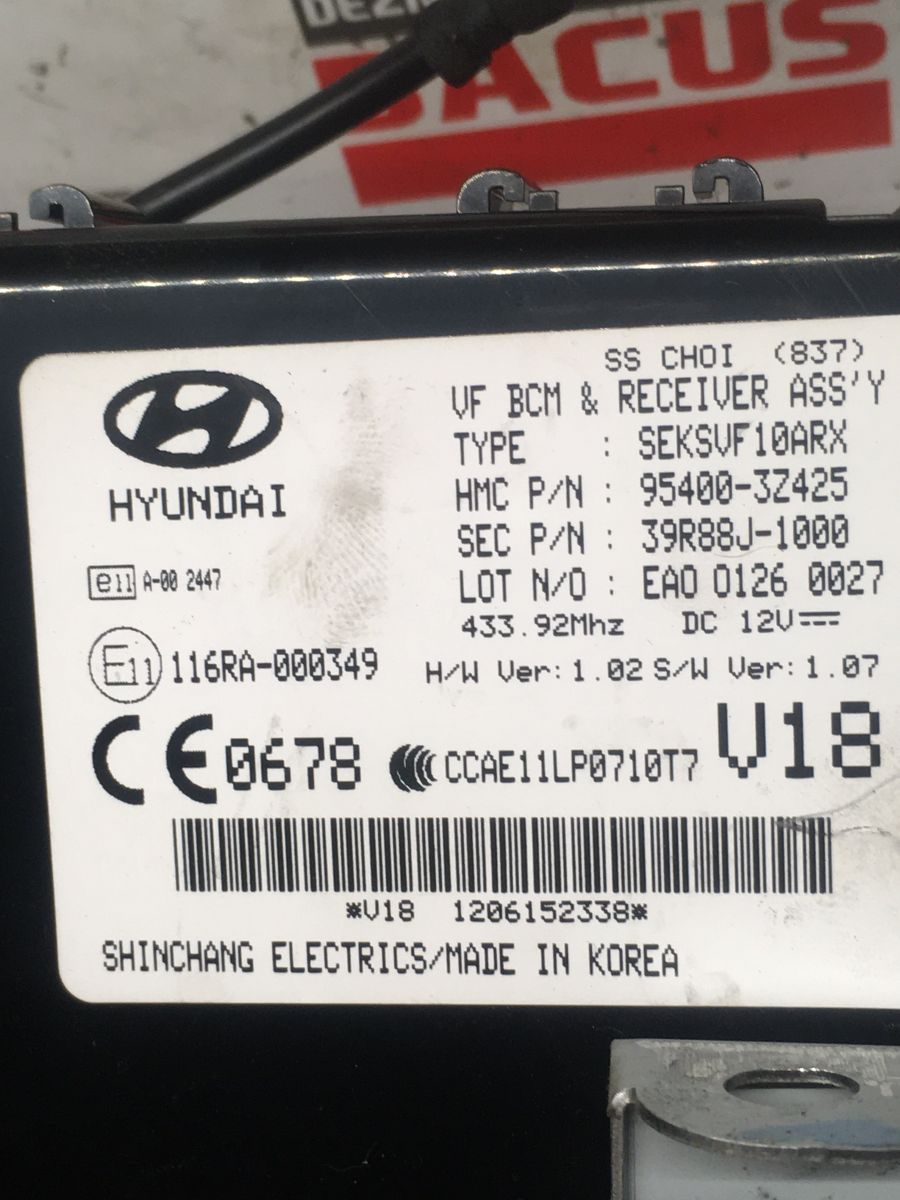 BACUS
SS CHOI (837)
VF BCM & RECEIVER ASS'Y
TYPE : SEKSVF10ARX
HYUNDAI
HMC P/N : 95400-3Z425
SEC P/N : 39R88J-1000
e11 A-00 2447
LOT N/O : EAO 0126 0027
433.92Mhz DC 12V
E11 116RA-000349
H/W Ver: 1.02 S/W Ver: 1.07
CE 0678 CCAE11LP0710T7 V18
*V18 1206152338*
SHINCHANG ELECTRICS/MADE IN KOREA